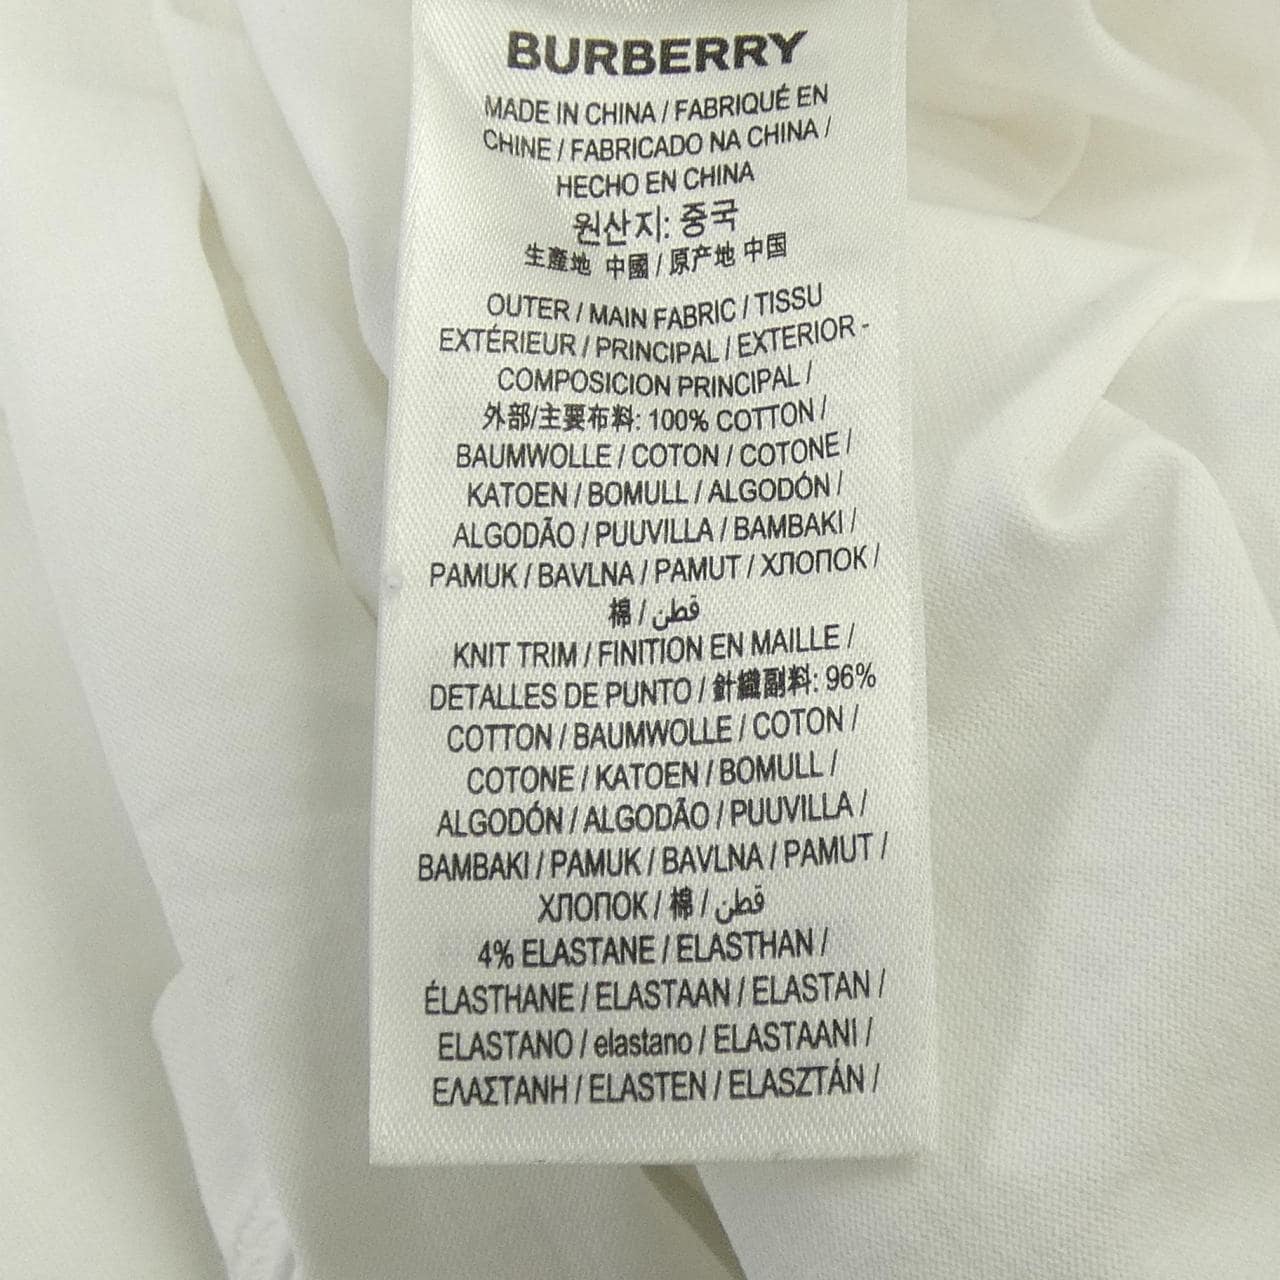 BURBERRY
MADE IN CHINA / FABRIQUÉ EN
CHINE / FABRICADO NA CHINA /
HECHO EN CHINA
원산지: 중국
生產地 中國 / 原产地 中国
OUTER / MAIN FABRIC / TISSU
EXTÉRIEUR / PRINCIPAL / EXTERIOR -
COMPOSICION PRINCIPAL /
外部/主要布料: 100% COTTON /
BAUMWOLLE / COTON / COTONE /
KATOEN / BOMULL / ALGODÓN /
ALGODÃO / PUUVILLA / BAMBAKI /
PAMUK / BAVLNA / PAMUT / ХЛОПОК /
棉 / قطن
KNIT TRIM / FINITION EN MAILLE /
DETALLES DE PUNTO / 針織副料: 96%
COTTON / BAUMWOLLE / COTON /
COTONE / KATOEN / BOMULL /
ALGODÓN / ALGODÃO / PUUVILLA /
BAMBAKI / PAMUK / BAVLNA / PAMUT /
ХЛОПОК / 棉 / قطن
4% ELASTANE / ELASTHAN /
ÉLASTHANE / ELASTAAN / ELASTAN /
ELASTANO / elastano / ELASTAANI /
ΕΛΑΣΤΑΝΗ / ELASTEN / ELASZTÁN /